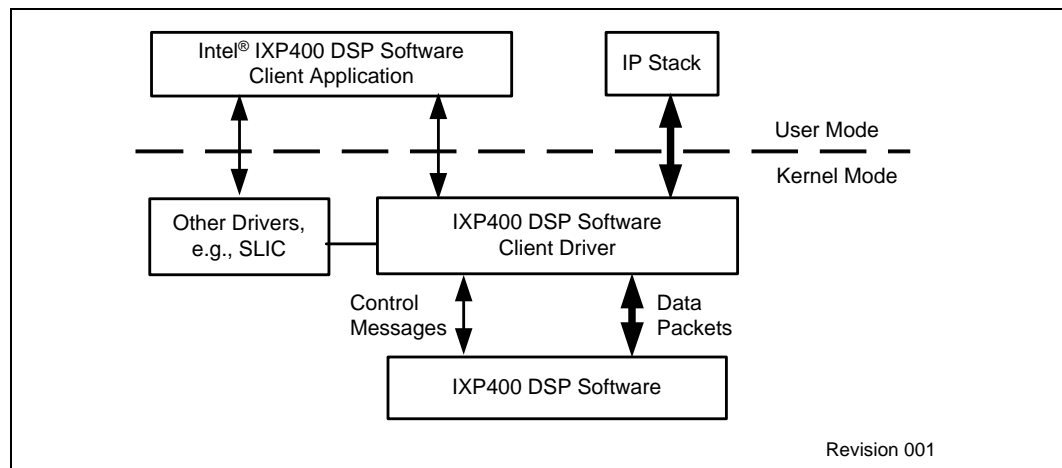 Intel® IXP400 DSP Software
Client Application
IP Stack
User Mode
Kernel Mode
Other Drivers,
e.g., SLIC
IXP400 DSP Software
Client Driver
Control
Messages
Data
Packets
IXP400 DSP Software
Revision 001